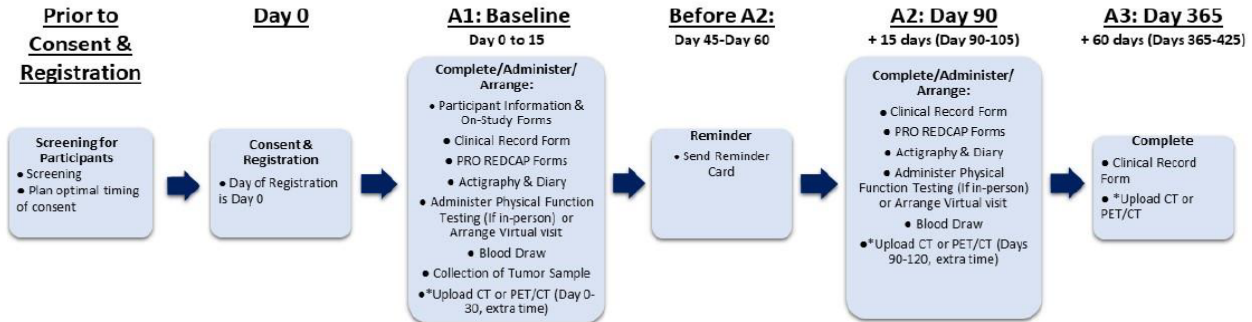 Prior to
Consent &
Registration
Screening for
Participants
● Screening
● Plan optimal timing
of consent
Day 0
Consent &
Registration
● Day of Registration
is Day 0
A1: Baseline
Day 0 to 15
Complete/Administer/
Arrange:
● Participant Information &
On-Study Forms
● Clinical Record Form
● PRO REDCAP Forms
● Actigraphy & Diary
● Administer Physical Function
Testing (If in-person) or
Arrange Virtual visit
● Blood Draw
● Collection of Tumor Sample
●*Upload CT or PET/CT (Day 0-
30, extra time)
Before A2:
Day 45-Day 60
Reminder
● Send Reminder
Card
A2: Day 90
+ 15 days (Day 90-105)
Complete/Administer/
Arrange:
● Clinical Record Form
● PRO REDCAP Forms
● Actigraphy & Diary
● Administer Physical
Function Testing (If in-person)
or Arrange Virtual visit
● Blood Draw
●*Upload CT or PET/CT (Days
90-120, extra time)
A3: Day 365
+ 60 days (Days 365-425)
Complete
● Clinical Record
Form
● *Upload CT or
PET/CT